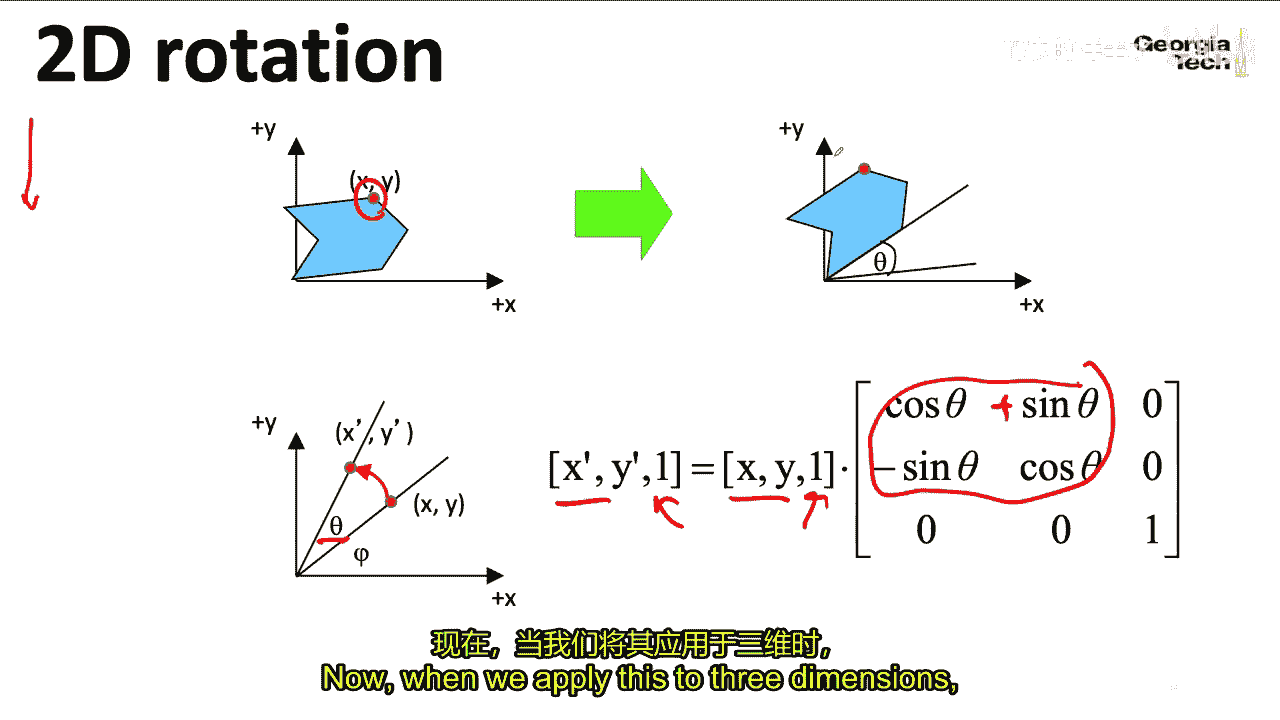 2D rotation
Georgia
Tech
+y
(x, y)
+x
+y
θ
+x
+y
(x’, y’ )
(x, y)
θ
φ
+x
[x', y', 1] = [x, y, 1] ·
cos θ + sin θ 0
− sin θ cos θ 0
0 0 1
现在，当我们将其应用于三维时，
Now, when we apply this to three dimensions,